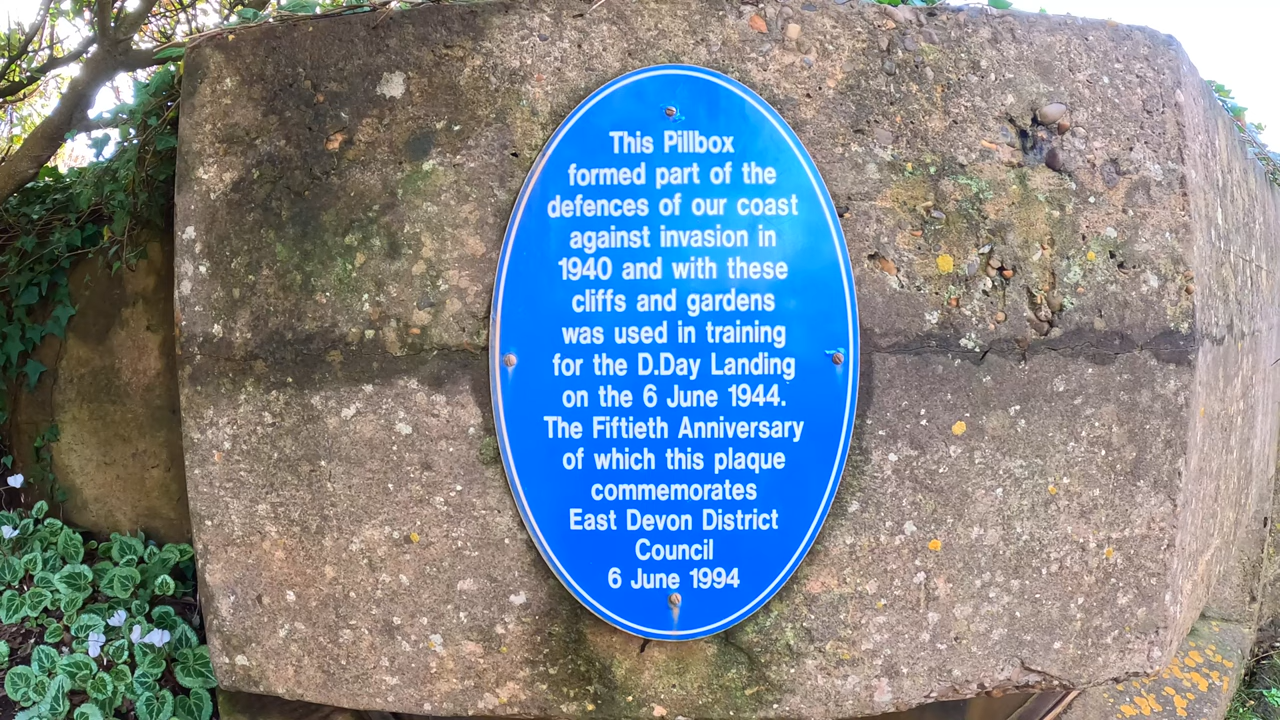 This Pillbox
formed part of the
defences of our coast
against invasion in
1940 and with these
cliffs and gardens
was used in training
for the D.Day Landing
on the 6 June 1944.
The Fiftieth Anniversary
of which this plaque
commemorates
East Devon District
Council
6 June 1994